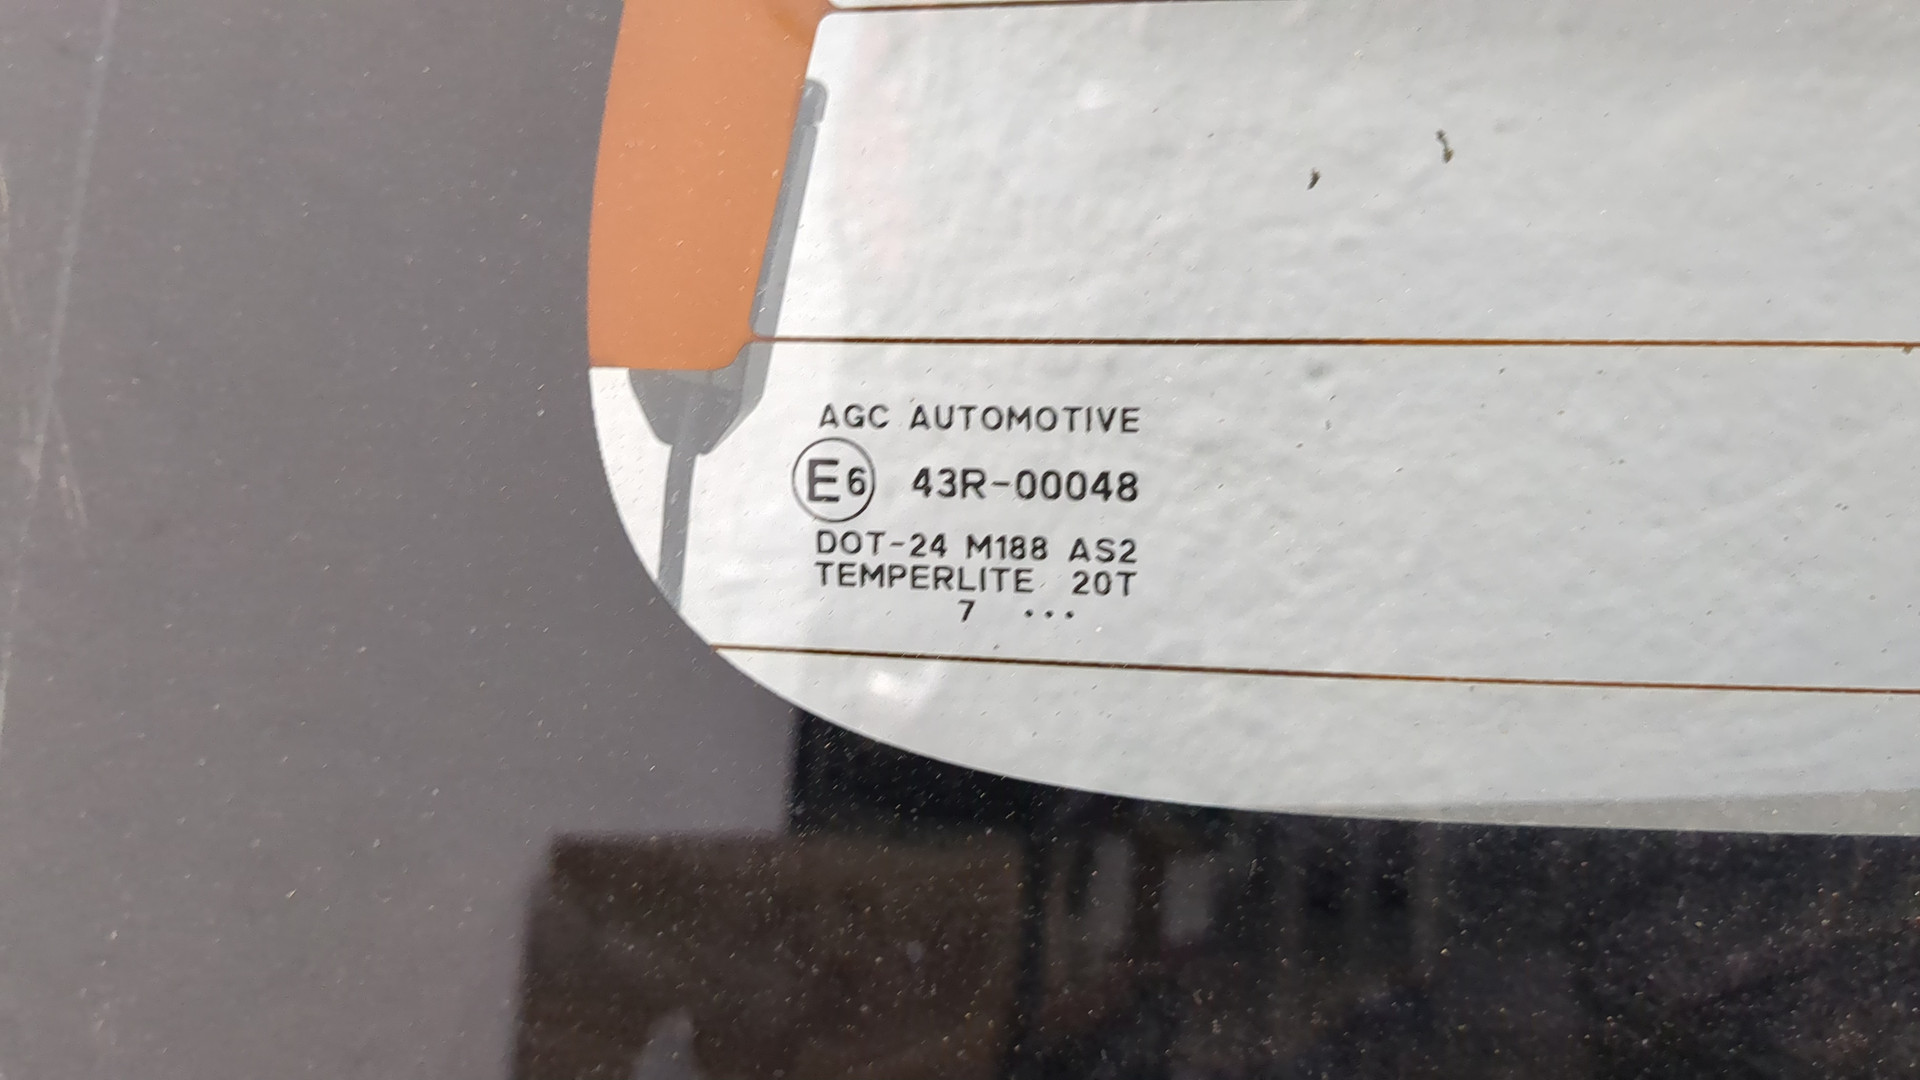 AGC AUTOMOTIVE
E6 43R-00048
DOT-24 M188 AS2
TEMPERLITE 20T
7 ...